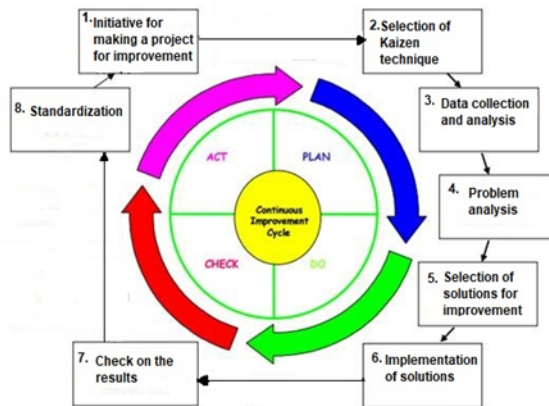 1. Initiative for
making a project
for improvement
2. Selection of
Kaizen
technique
3. Data collection
and analysis
4. Problem
analysis
5. Selection of
solutions for
improvement
6. Implementation
of solutions
7. Check on the
results
8. Standardization
ACT
PLAN
Continuous
Improvement
Cycle
CHECK
DO